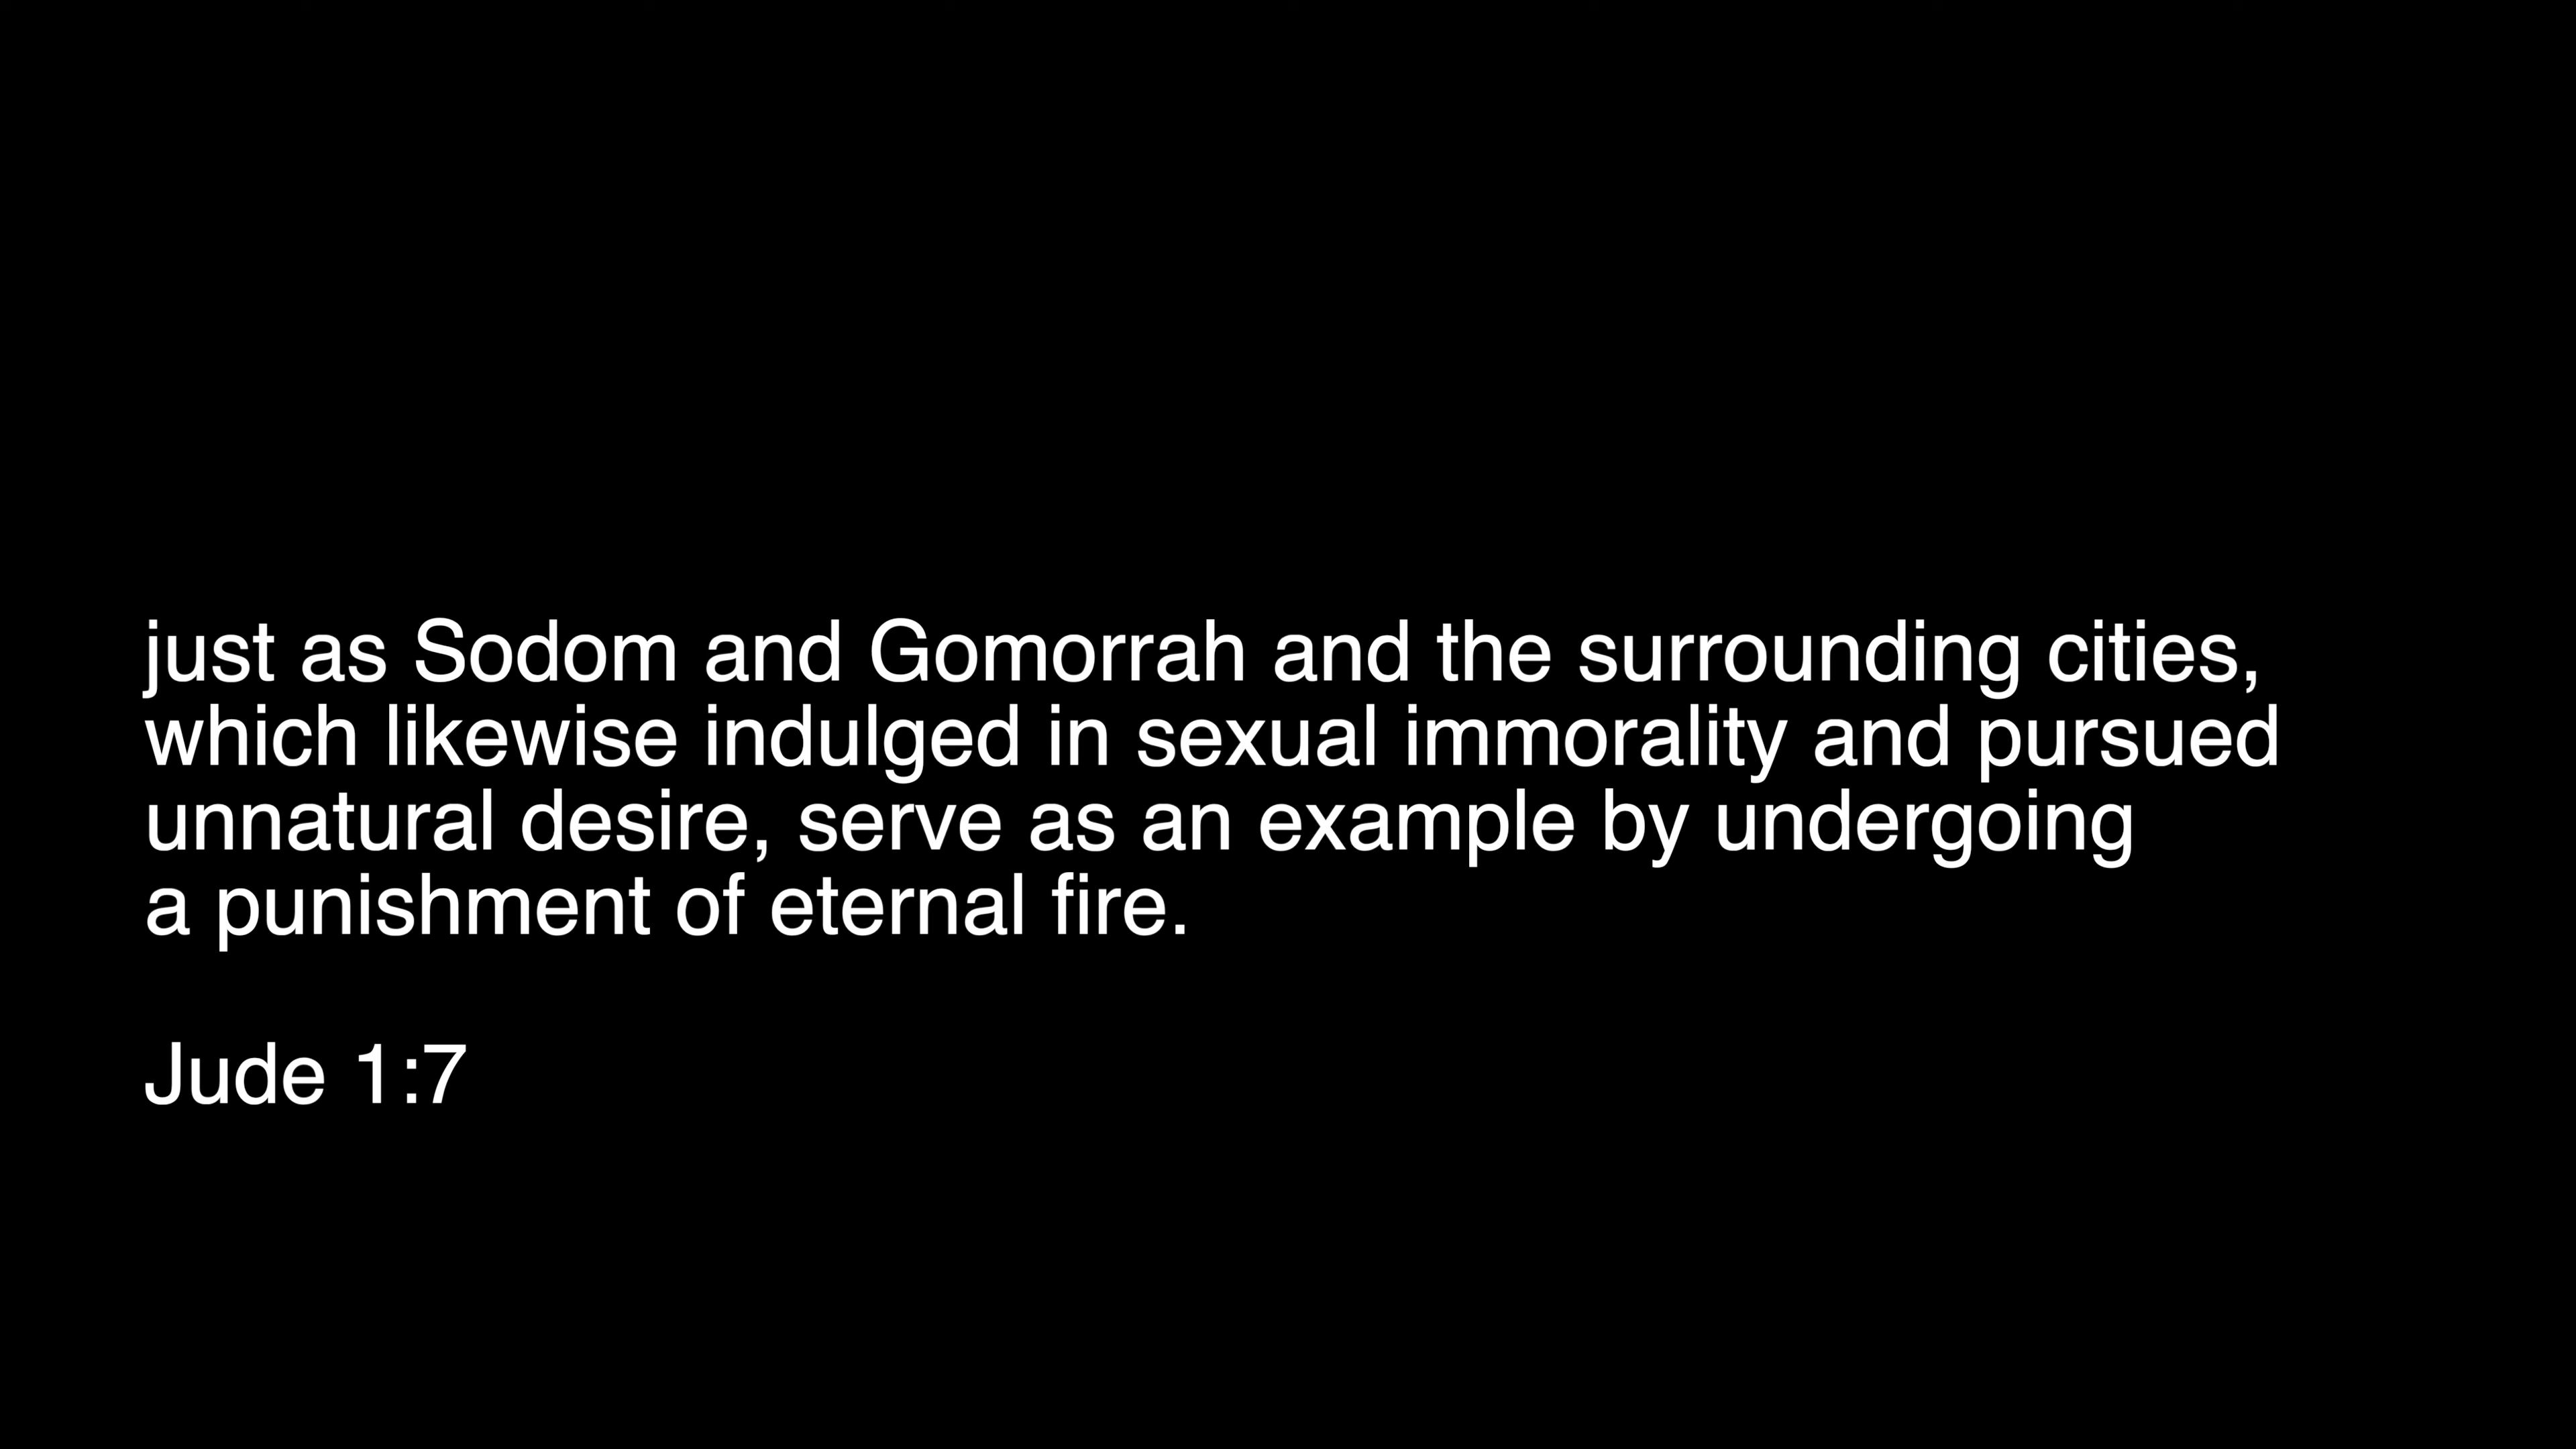 just as Sodom and Gomorrah and the surrounding cities,
which likewise indulged in sexual immorality and pursued
unnatural desire, serve as an example by undergoing
a punishment of eternal fire.
Jude 1:7